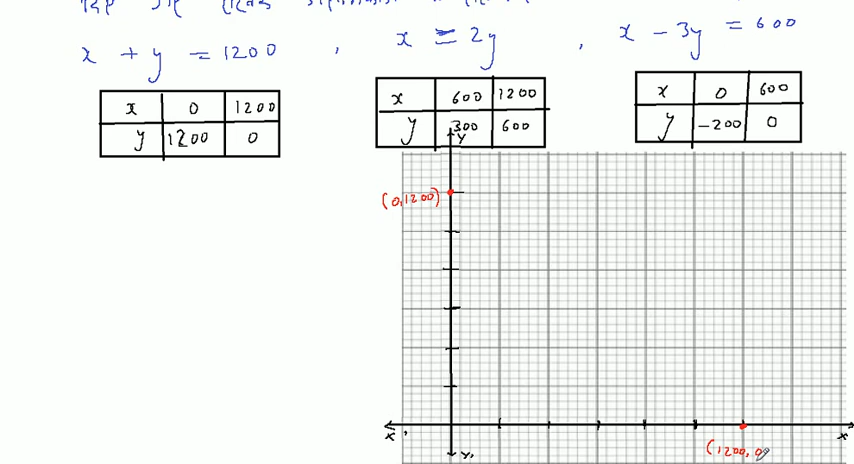 x + y = 1200 , x = 2y , x - 3y = 600
x 0 1200
y 1200 0
x 600 1200
y 300 600
x 0 600
y -200 0
y
(0,1200)
x' x
(1200, 0
y'